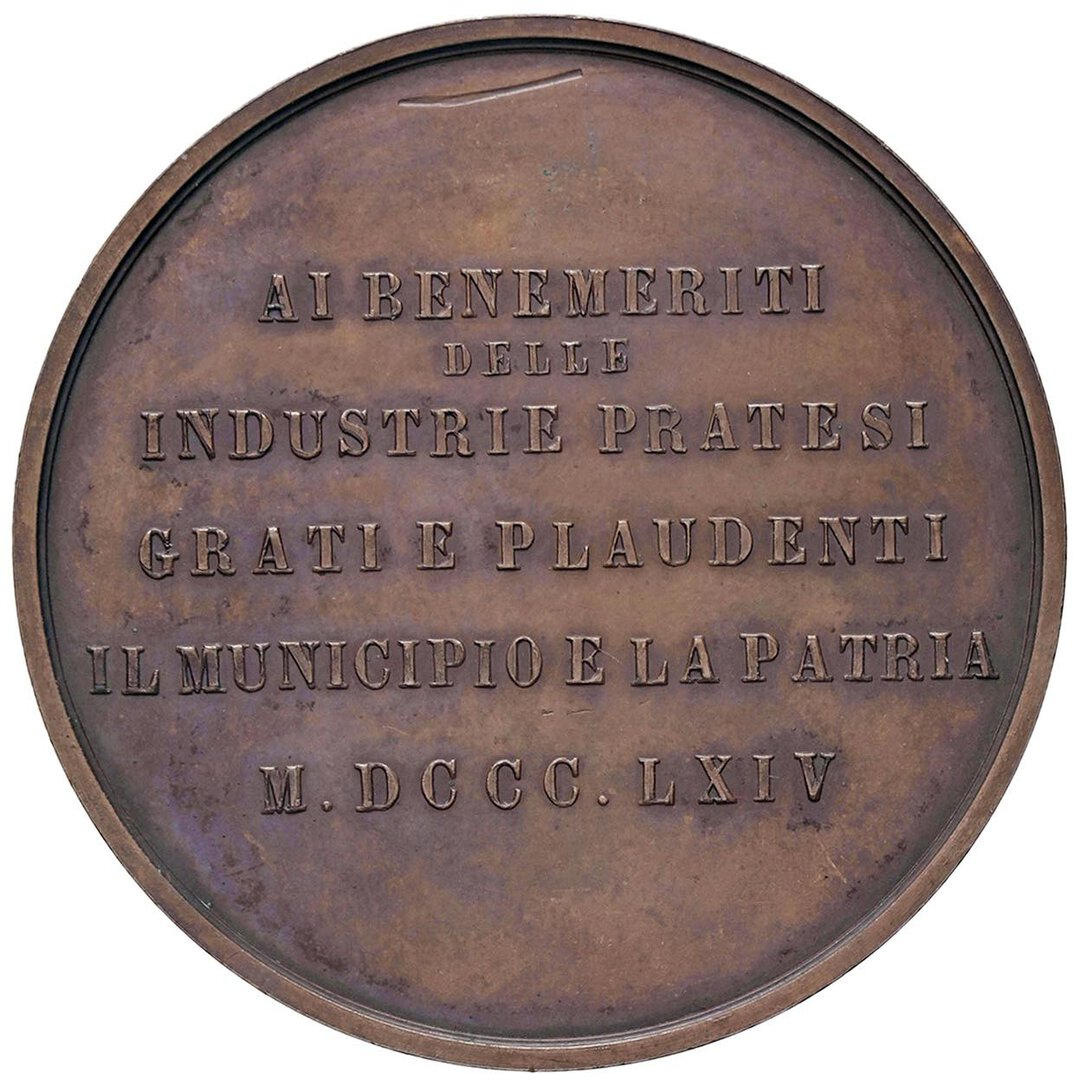 AI BENEMERITI
DELLE
INDUSTRIE PRATESI
GRATI E PLAUDENTI
IL MUNICIPIO E LA PATRIA
M.DCCC.LXIV